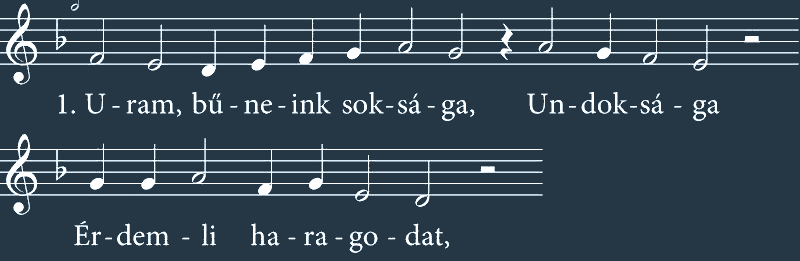 1. U - ram, bű - ne - ink sok - sá - ga, Un - dok - sá - ga
Ér - dem - li ha - ra - go - dat,